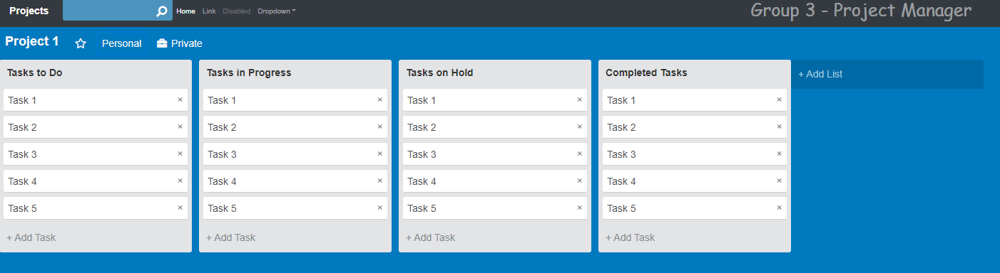 Projects Home Link Disabled Dropdown Group 3 - Project Manager
Project 1 Personal Private
Tasks to Do
Task 1 ×
Task 2 ×
Task 3 ×
Task 4 ×
Task 5 ×
+ Add Task
Tasks in Progress
Task 1 ×
Task 2 ×
Task 3 ×
Task 4 ×
Task 5 ×
+ Add Task
Tasks on Hold
Task 1 ×
Task 2 ×
Task 3 ×
Task 4 ×
Task 5 ×
+ Add Task
Completed Tasks
Task 1 ×
Task 2 ×
Task 3 ×
Task 4 ×
Task 5 ×
+ Add Task
+ Add List